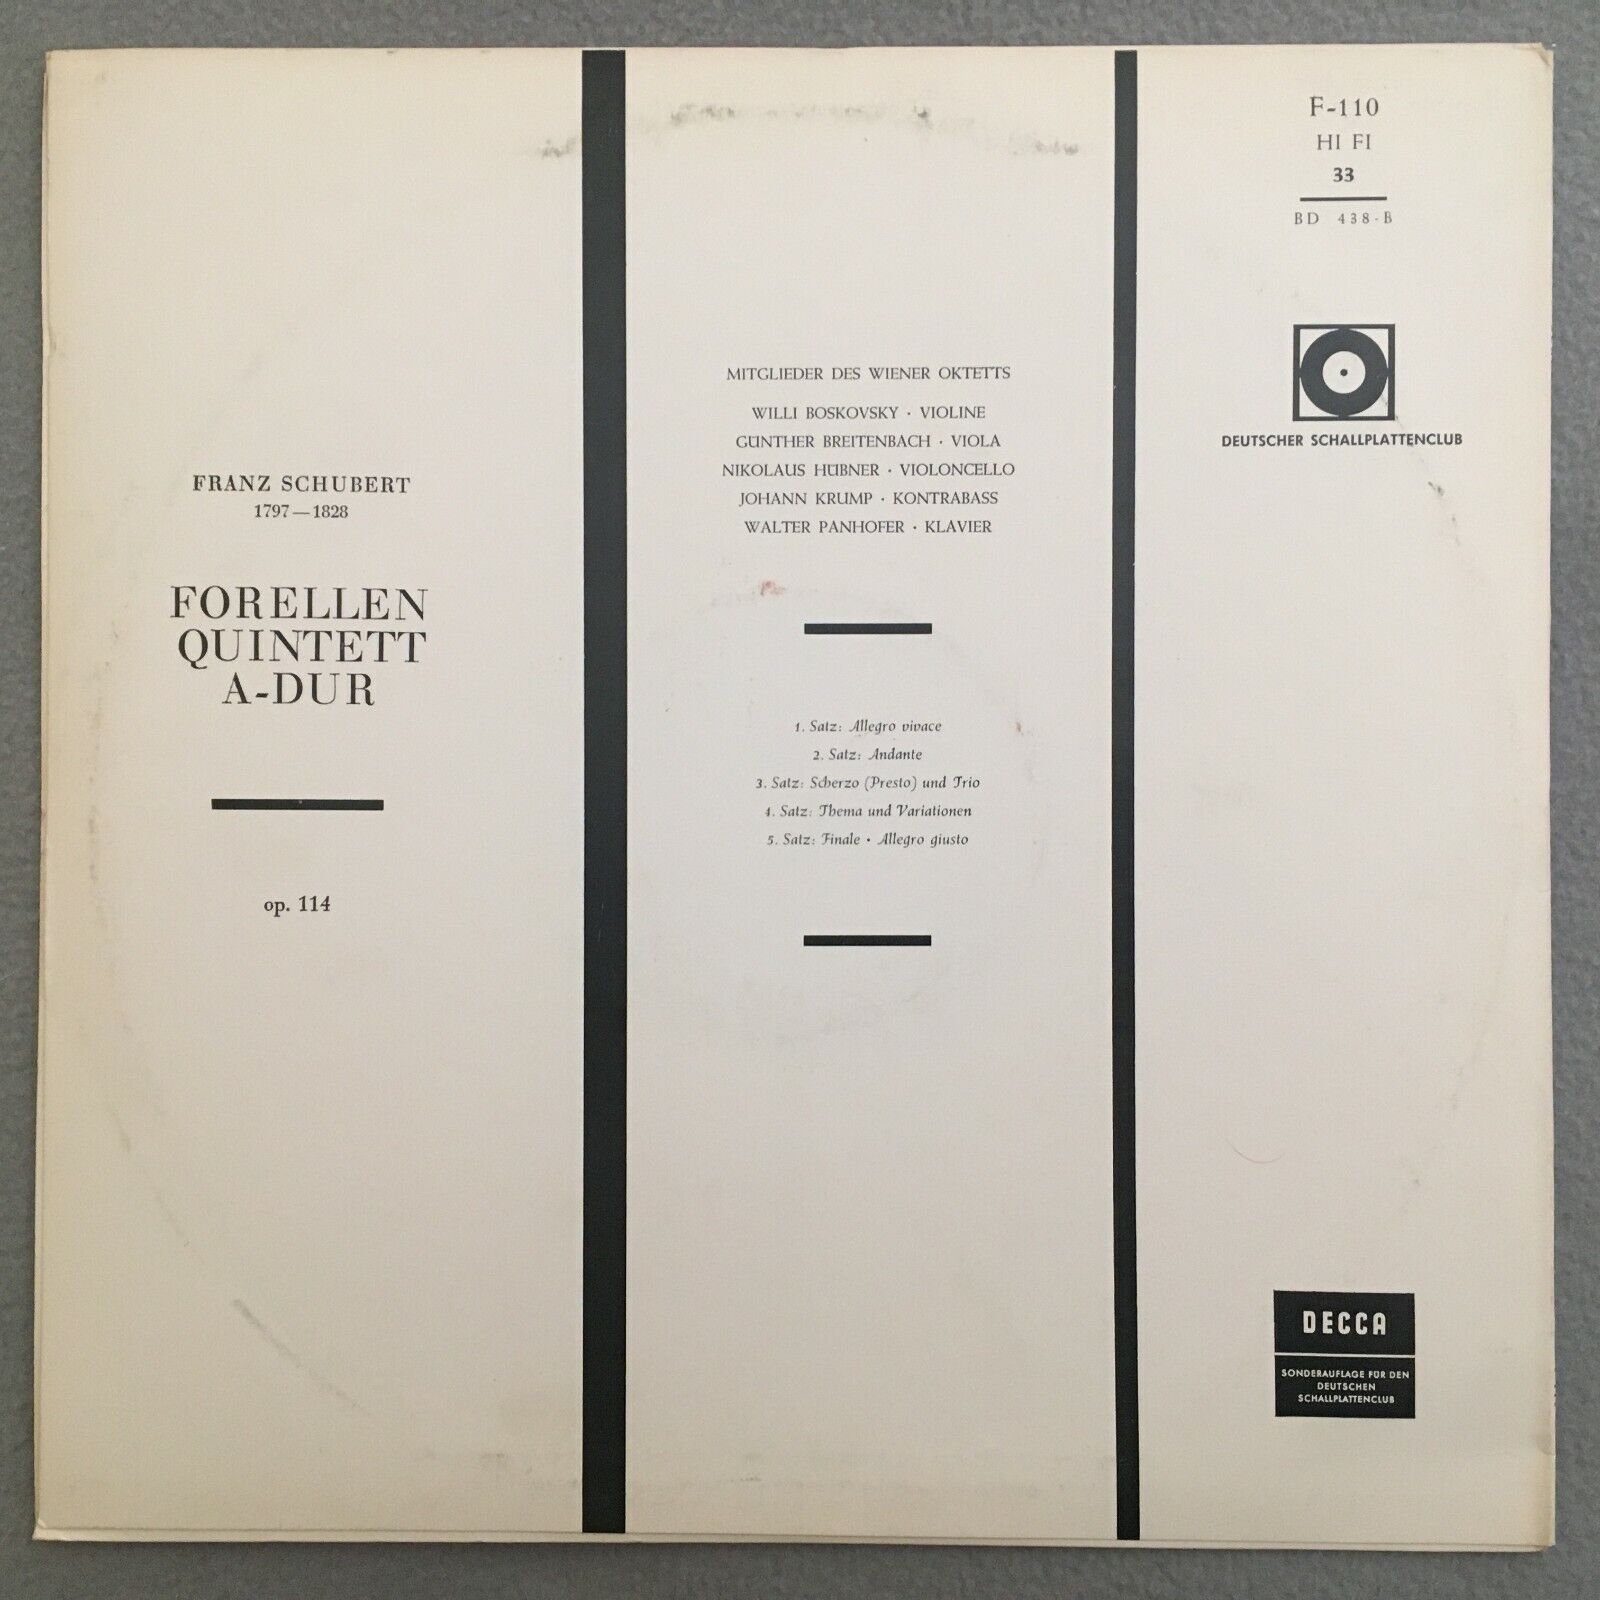 FRANZ SCHUBERT
1797—1828
FORELLEN
QUINTETT
A-DUR
op. 114
MITGLIEDER DES WIENER OKTETTS
WILLI BOSKOVSKY · VIOLINE
GÜNTHER BREITENBACH · VIOLA
NIKOLAUS HÜBNER · VIOLONCELLO
JOHANN KRUMP · KONTRABASS
WALTER PANHOFER · KLAVIER
1. Satz: Allegro vivace
2. Satz: Andante
3. Satz: Scherzo (Presto) und Trio
4. Satz: Thema und Variationen
5. Satz: Finale · Allegro giusto
F-110
HI FI
33
BD 438-B
DEUTSCHER SCHALLPLATTENCLUB
DECCA
SONDERAUFLAGE FÜR DEN
DEUTSCHEN
SCHALLPLATTENCLUB